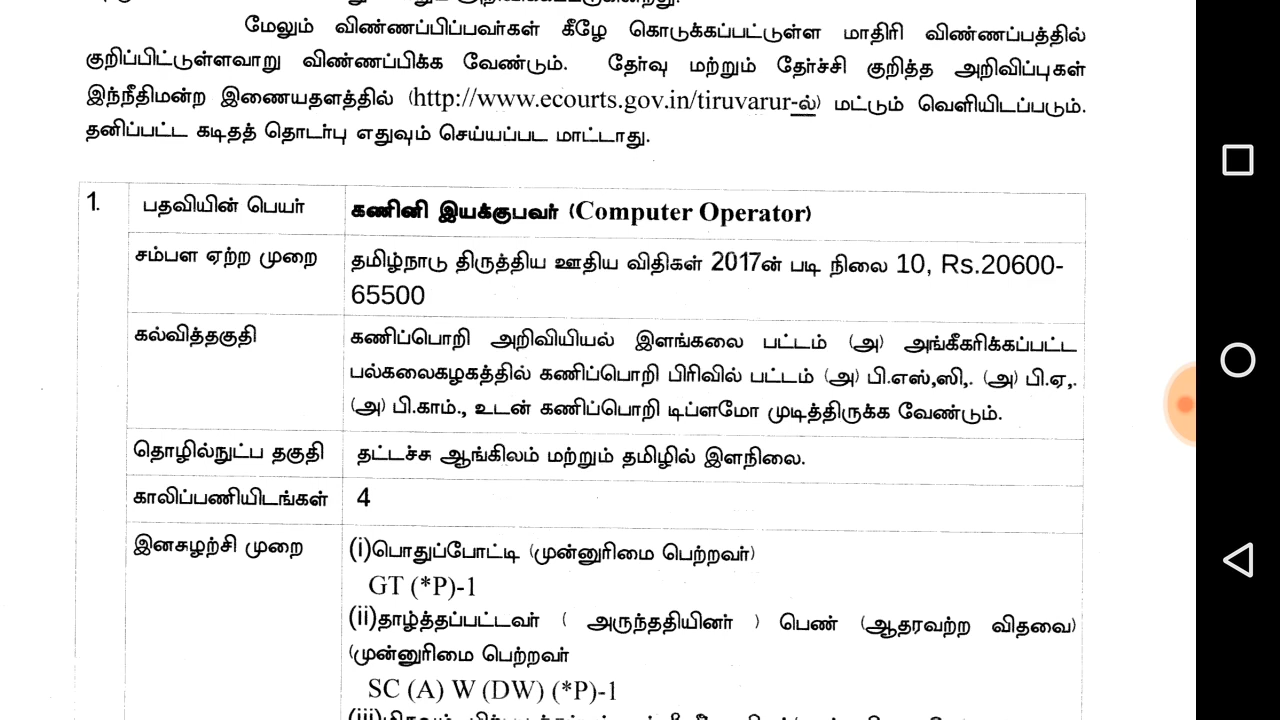 மேலும் விண்ணப்பிப்பவர்கள் கீழே கொடுக்கப்பட்டுள்ள மாதிரி விண்ணப்பத்தில்
குறிப்பிட்டுள்ளவாறு விண்ணப்பிக்க வேண்டும். தேர்வு மற்றும் தேர்ச்சி குறித்த அறிவிப்புகள்
இந்நீதிமன்ற இணையதளத்தில் (http://www.ecourts.gov.in/tiruvarur-ல்) மட்டும் வெளியிடப்படும்.
தனிப்பட்ட கடிதத் தொடர்பு எதுவும் செய்யப்பட மாட்டாது.
1. பதவியின் பெயர் கணினி இயக்குபவர் (Computer Operator)
சம்பள ஏற்ற முறை தமிழ்நாடு திருத்திய ஊதிய விதிகள் 2017ன் படி நிலை 10, Rs.20600-
65500
கல்வித்தகுதி கணிப்பொறி அறிவியியல் இளங்கலை பட்டம் (அ) அங்கீகரிக்கப்பட்ட
பல்கலைகழகத்தில் கணிப்பொறி பிரிவில் பட்டம் (அ) பி.எஸ்,ஸி,. (அ) பி.ஏ,.
(அ) பி.காம்., உடன் கணிப்பொறி டிப்ளமோ முடித்திருக்க வேண்டும்.
தொழில்நுட்ப தகுதி தட்டச்சு ஆங்கிலம் மற்றும் தமிழில் இளநிலை.
காலிப்பணியிடங்கள் 4
இனசுழற்சி முறை (i)பொதுப்போட்டி (முன்னுரிமை பெற்றவர்)
GT (*P)-1
(ii)தாழ்த்தப்பட்டவர் ( அருந்ததியினர் ) பெண் (ஆதரவற்ற விதவை)
(முன்னுரிமை பெற்றவர்
SC (A) W (DW) (*P)-1